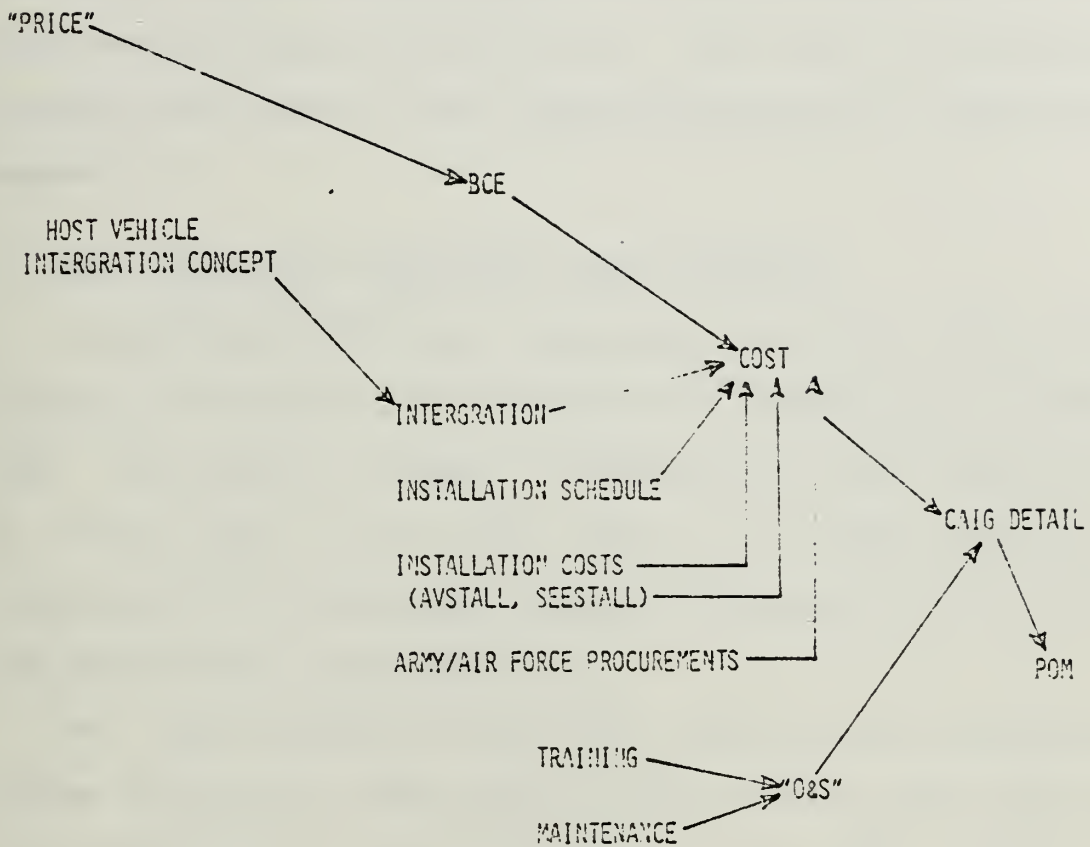 "PRICE"
BCE
HOST VEHICLE
INTERGRATION CONCEPT
COST
INTERGRATION
INSTALLATION SCHEDULE
CAIG DETAIL
INSTALLATION COSTS
(AVSTALL, SEESTALL)
ARMY/AIR FORCE PROCUREMENTS
POM
TRAINING
"O&S"
MAINTENANCE